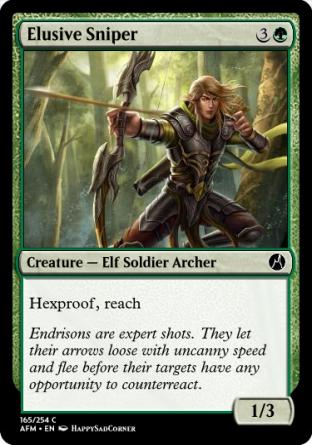 Elusive Sniper 3
Creature — Elf Soldier Archer
Hexproof, reach
Endrisons are expert shots. They let
their arrows loose with uncanny speed
and flee before their targets have any
opportunity to counteract.
165/254 C
AFM • EN HappySadCorner
1/3